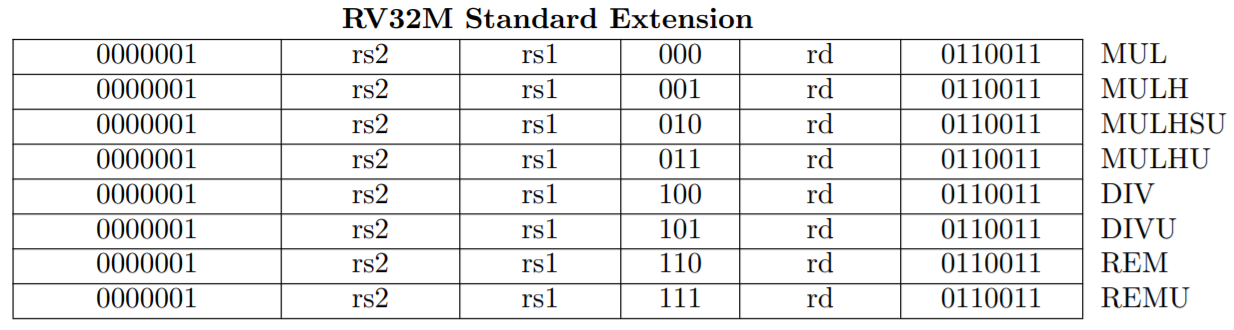 RV32M Standard Extension
0000001 rs2 rs1 000 rd 0110011 MUL
0000001 rs2 rs1 001 rd 0110011 MULH
0000001 rs2 rs1 010 rd 0110011 MULHSU
0000001 rs2 rs1 011 rd 0110011 MULHU
0000001 rs2 rs1 100 rd 0110011 DIV
0000001 rs2 rs1 101 rd 0110011 DIVU
0000001 rs2 rs1 110 rd 0110011 REM
0000001 rs2 rs1 111 rd 0110011 REMU